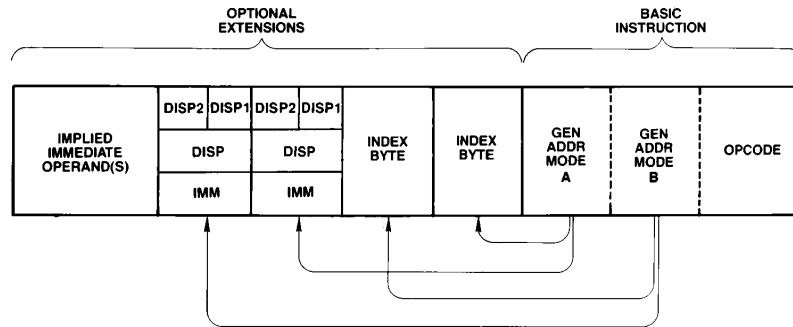 OPTIONAL
EXTENSIONS
BASIC
INSTRUCTION
IMPLIED
IMMEDIATE
OPERAND(S)
DISP2 DISP1
DISP
IMM
DISP2 DISP1
DISP
IMM
INDEX
BYTE
INDEX
BYTE
GEN
ADDR
MODE
A
GEN
ADDR
MODE
B
OPCODE